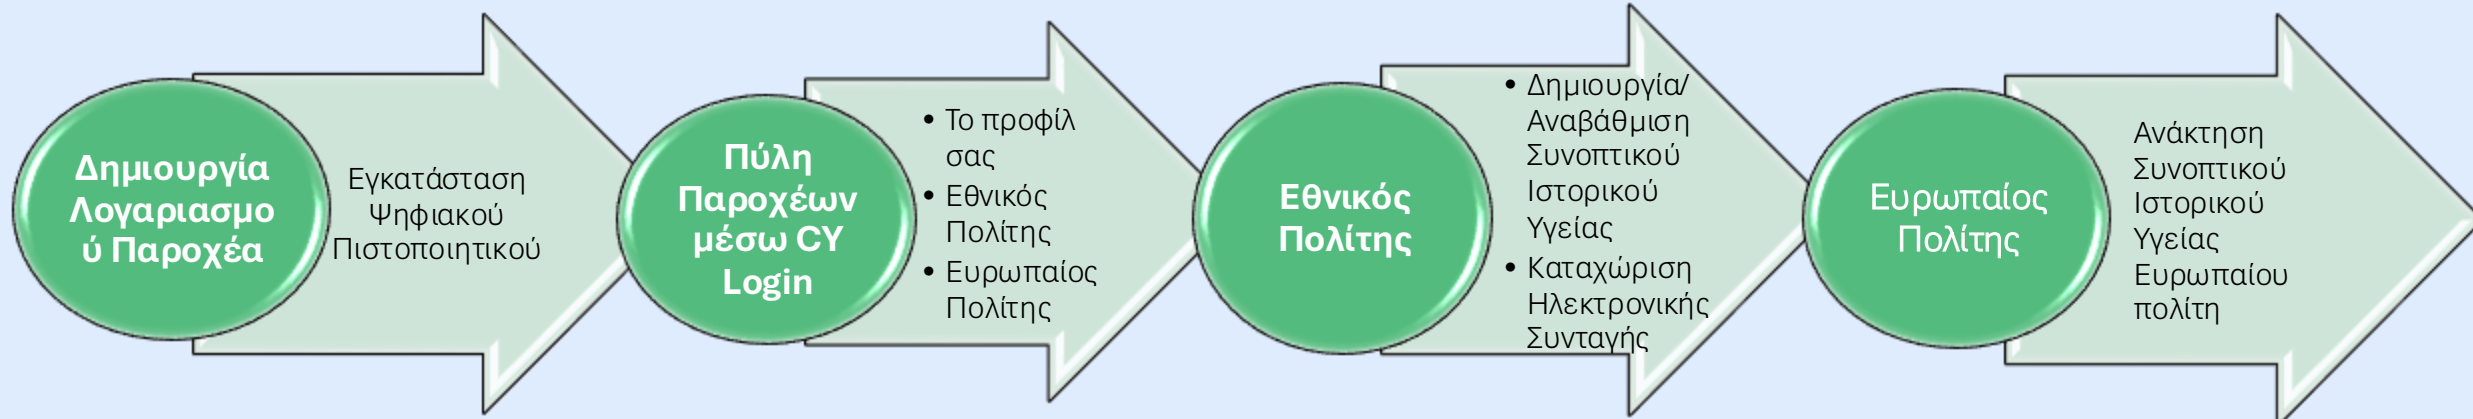 Δημιουργία
Λογαριασμο
ύ Παροχέα
Εγκατάσταση
Ψηφιακού
Πιστοποιητικού
Πύλη
Παροχέων
μέσω CY
Login
• Το προφίλ
σας
• Εθνικός
Πολίτης
• Ευρωπαίος
Πολίτης
Εθνικός
Πολίτης
• Δημιουργία/
Αναβάθμιση
Συνοπτικού
Ιστορικού
Υγείας
• Καταχώριση
Ηλεκτρονικής
Συνταγής
Ευρωπαίος
Πολίτης
Ανάκτηση
Συνοπτικού
Ιστορικού
Υγείας
Ευρωπαίου
πολίτη